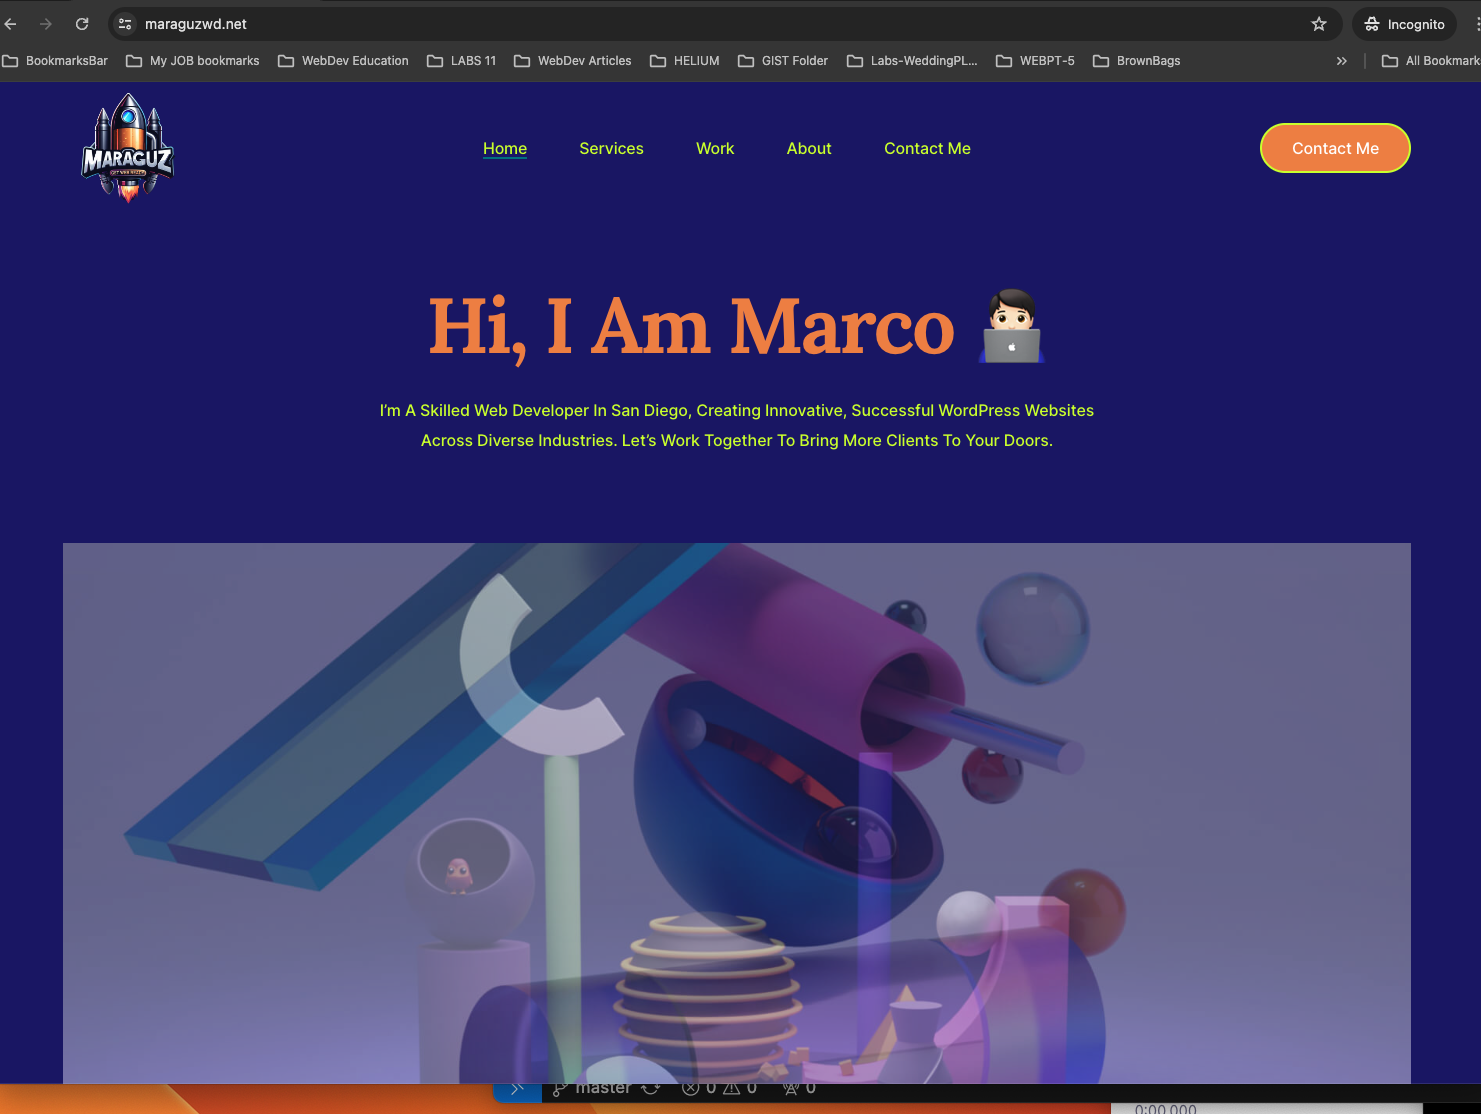 maraguzwd.net
Incognito
BookmarksBar
My JOB bookmarks
WebDev Education
LABS 11
WebDev Articles
HELIUM
GIST Folder
Labs-WeddingPL...
WEBPT-5
BrownBags
»
All Bookmark
MARAGUZ
Home
Services
Work
About
Contact Me
Contact Me
Hi, I Am Marco
I'm A Skilled Web Developer In San Diego, Creating Innovative, Successful WordPress Websites
Across Diverse Industries. Let's Work Together To Bring More Clients To Your Doors.
master
0
0
0
0:00.000